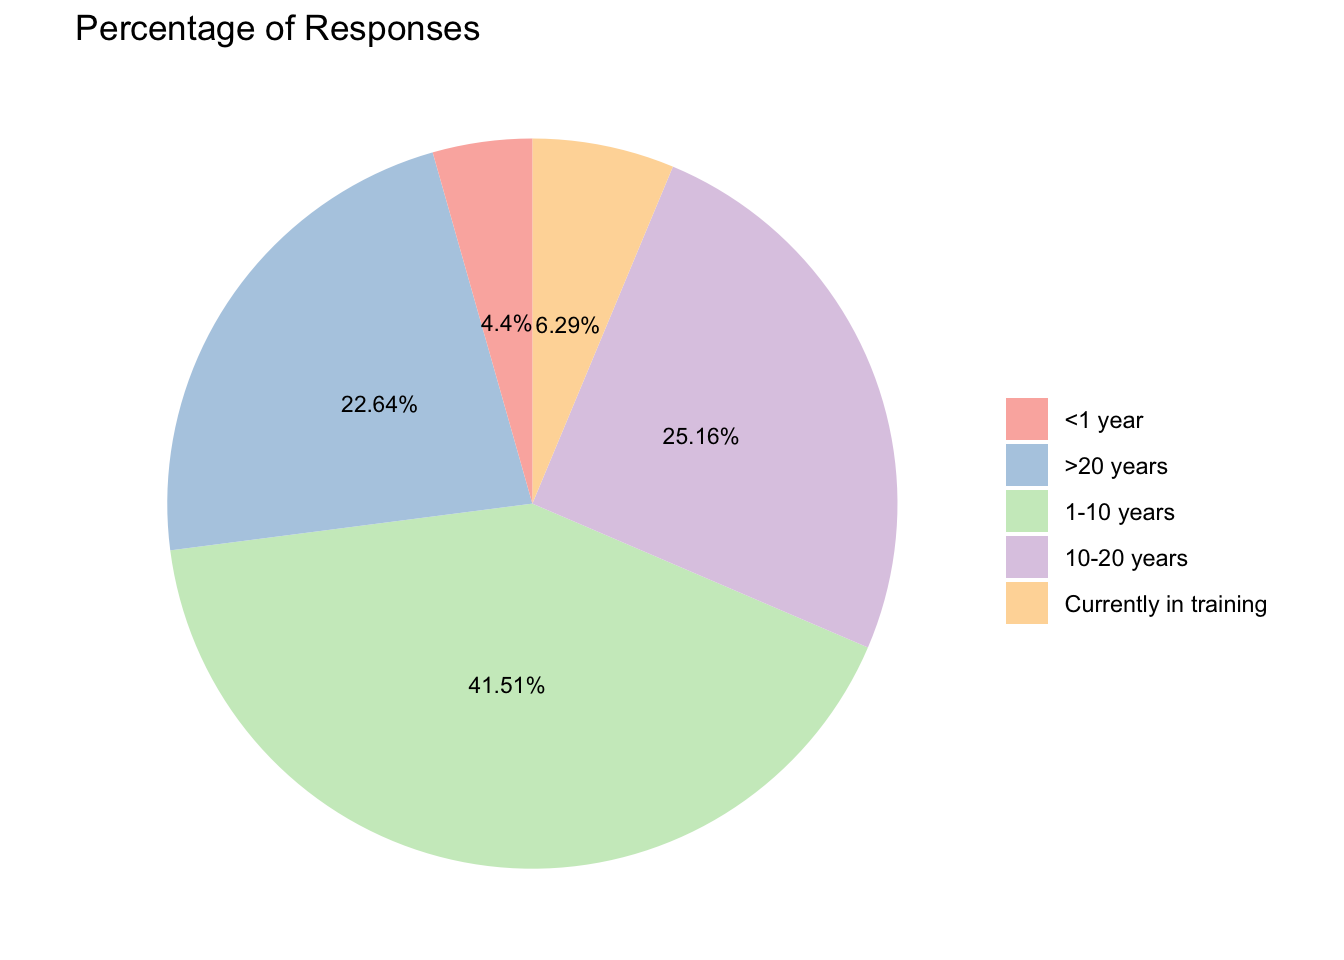 Percentage of Responses
4.4%
6.29%
22.64%
25.16%
41.51%
<1 year
>20 years
1-10 years
10-20 years
Currently in training